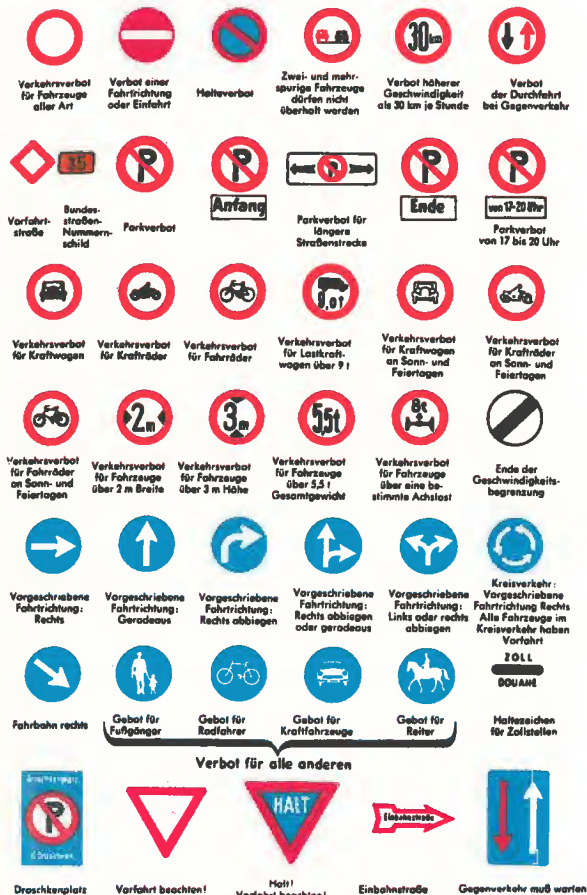 30km
Verkehrsverbot
für Fahrzeuge
aller Art
Verbot einer
Fahrtrichtung
oder Einfahrt
Halteverbot
Zwei- und mehr-
spurige Fahrzeuge
dürfen nicht
überholt werden
Verbot höherer
Geschwindigkeit
als 30 km je Stunde
Verbot
der Durchfahrt
bei Gegenverkehr
35
P
P
Anfang
P
P
Ende
P
von 17-20 Uhr
Vorfahrt-
straße
Bundes-
straßen-
Nummern-
schild
Parkverbot
Parkverbot für
längere
Straßenstrecke
Parkverbot
von 17 bis 20 Uhr
9,0t
Verkehrsverbot
für Kraftwagen
Verkehrsverbot
für Krafträder
Verkehrsverbot
für Fahrräder
Verkehrsverbot
für Lastkraft-
wagen über 9 t
Verkehrsverbot
für Kraftwagen
an Sonn- und
Feiertagen
Verkehrsverbot
für Krafträder
an Sonn- und
Feiertagen
2m
3m
5,5t
8t
Verkehrsverbot
für Fahrräder
an Sonn- und
Feiertagen
Verkehrsverbot
für Fahrzeuge
über 2 m Breite
Verkehrsverbot
für Fahrzeuge
über 3 m Höhe
Verkehrsverbot
für Fahrzeuge
über 5,5 t
Gesamtgewicht
Verkehrsverbot
für Fahrzeuge
über eine be-
stimmte Achslast
Ende der
Geschwindigkeits-
begrenzung
Vorgeschriebene
Fahrtrichtung:
Rechts
Vorgeschriebene
Fahrtrichtung:
Geradeaus
Vorgeschriebene
Fahrtrichtung:
Rechts abbiegen
Vorgeschriebene
Fahrtrichtung:
Rechts abbiegen
oder geradeaus
Vorgeschriebene
Fahrtrichtung:
Links oder rechts
abbiegen
Kreisverkehr:
Vorgeschriebene
Fahrtrichtung Rechts
Alle Fahrzeuge im
Kreisverkehr haben
Vorfahrt
ZOLL
DOUANE
Fahrbahn rechts
Gebot für
Fußgänger
Gebot für
Radfahrer
Gebot für
Kraftfahrzeuge
Gebot für
Reiter
Haltezeichen
für Zollstellen
Verbot für alle anderen
P
HALT
Einbahnstraße
Droschkenplatz
Vorfahrt beachten!
Halt!
Vorfahrt beachten!
Einbahnstraße
Gegenverkehr muß warten